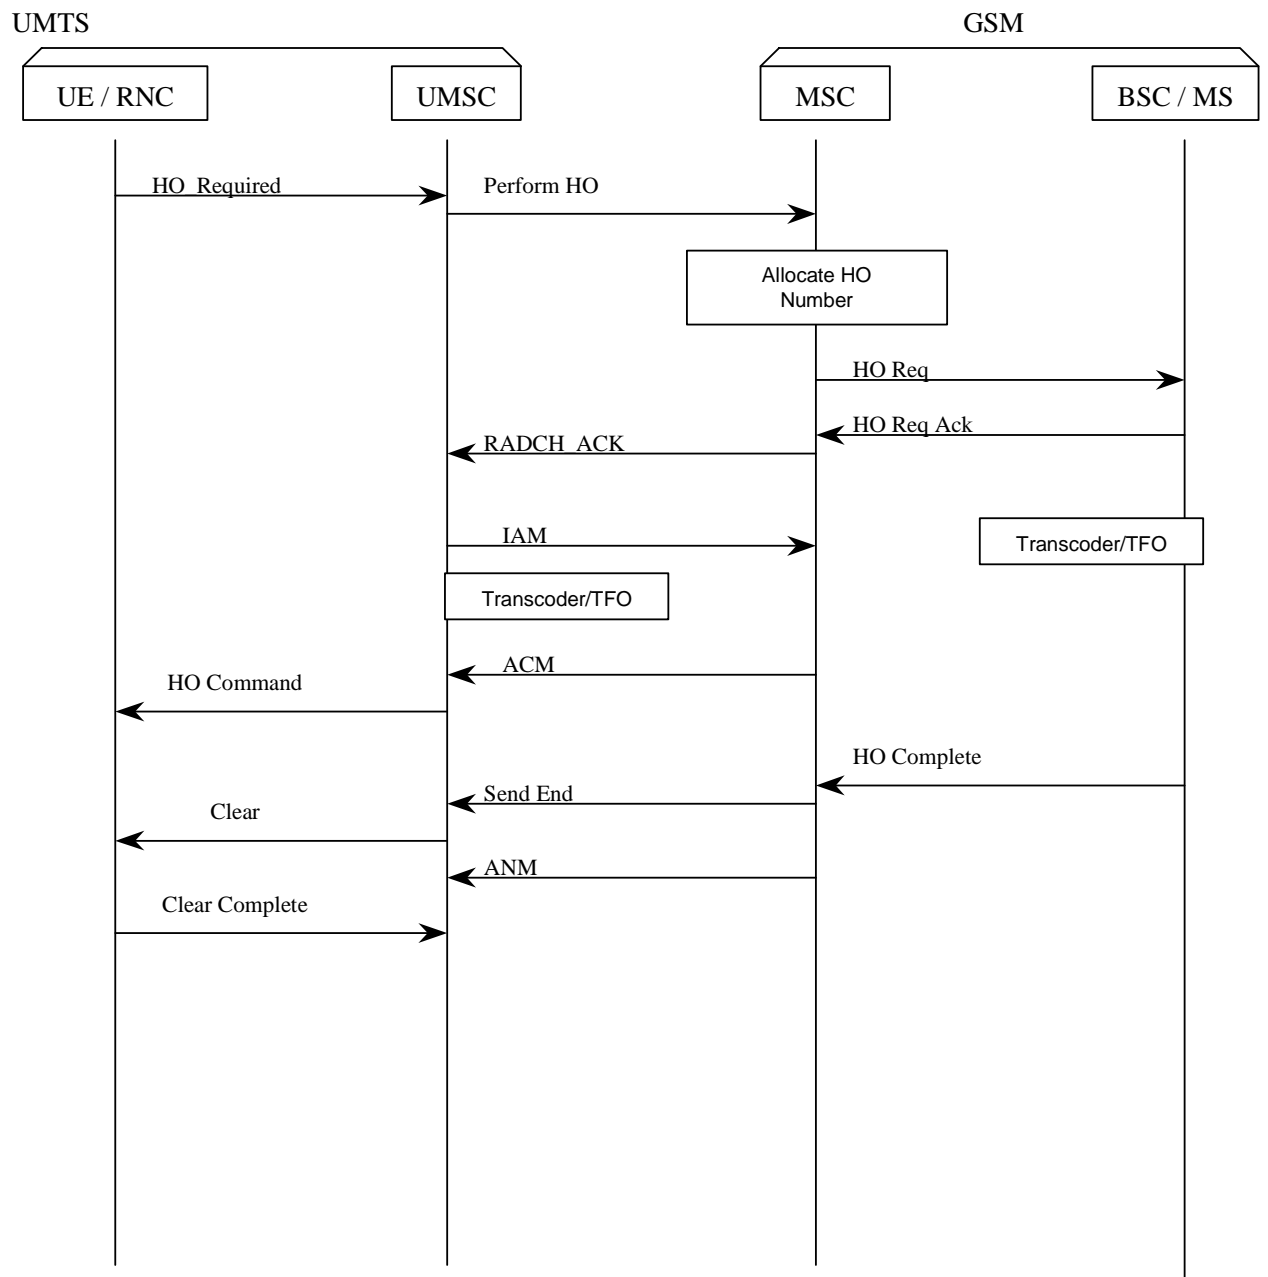 UMTS
GSM
UE / RNC
UMSC
MSC
BSC / MS
HO_Required
Perform HO
Allocate HO
Number
HO Req
HO Req Ack
RADCH_ACK
IAM
Transcoder/TFO
Transcoder/TFO
ACM
HO Command
HO Complete
Send End
Clear
ANM
Clear Complete